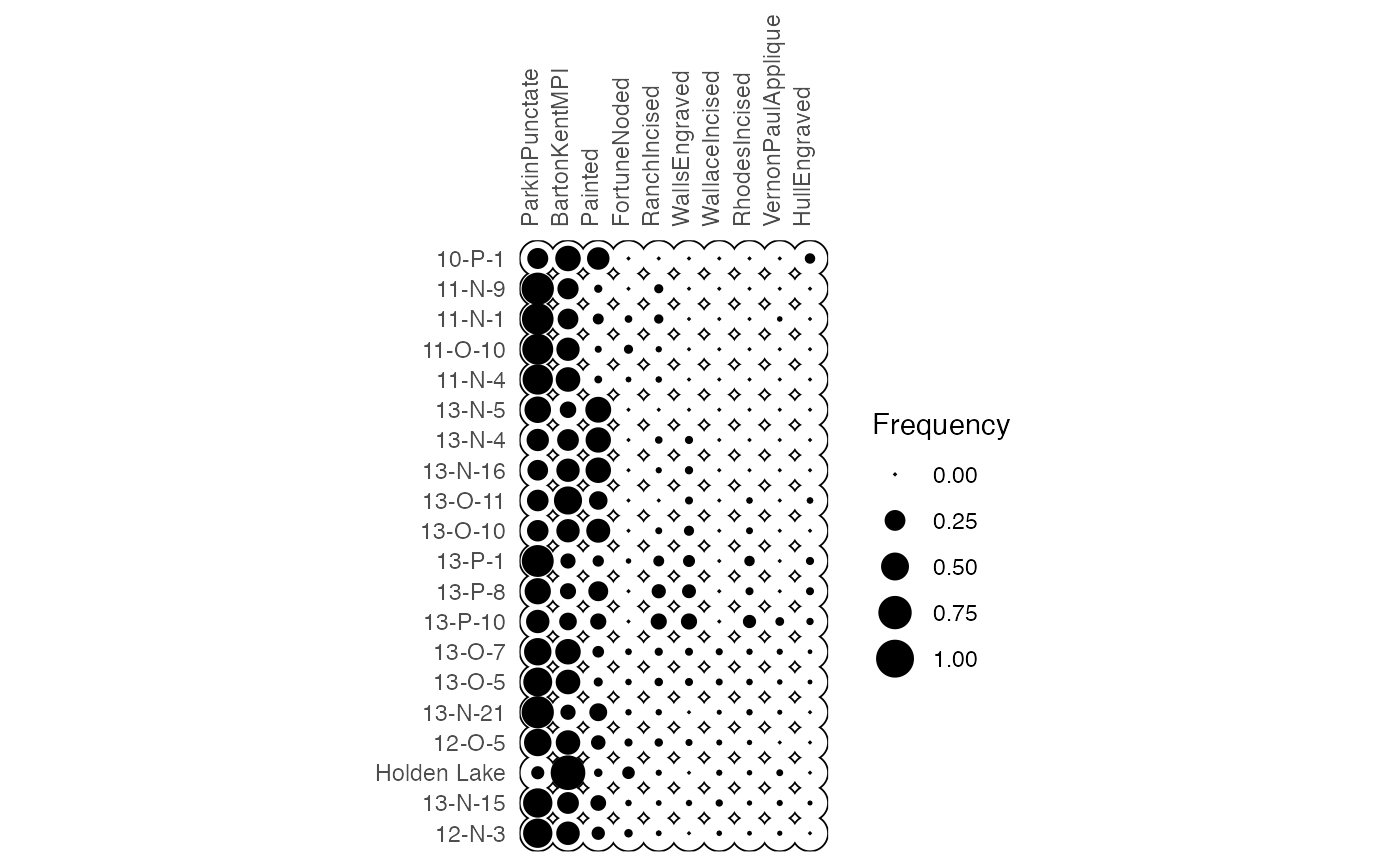 ParkinPunctate
BartonKentMPI
Painted
FortuneNoded
RanchIncised
WallsEngraved
WallaceIncised
RhodesIncised
VernonPaulApplique
HullEngraved
10-P-1
11-N-9
11-N-1
11-O-10
11-N-4
13-N-5
13-N-4
13-N-16
13-O-11
13-O-10
13-P-1
13-P-8
13-P-10
13-O-7
13-O-5
13-N-21
12-O-5
Holden Lake
13-N-15
12-N-3
Frequency
0.00
0.25
0.50
0.75
1.00